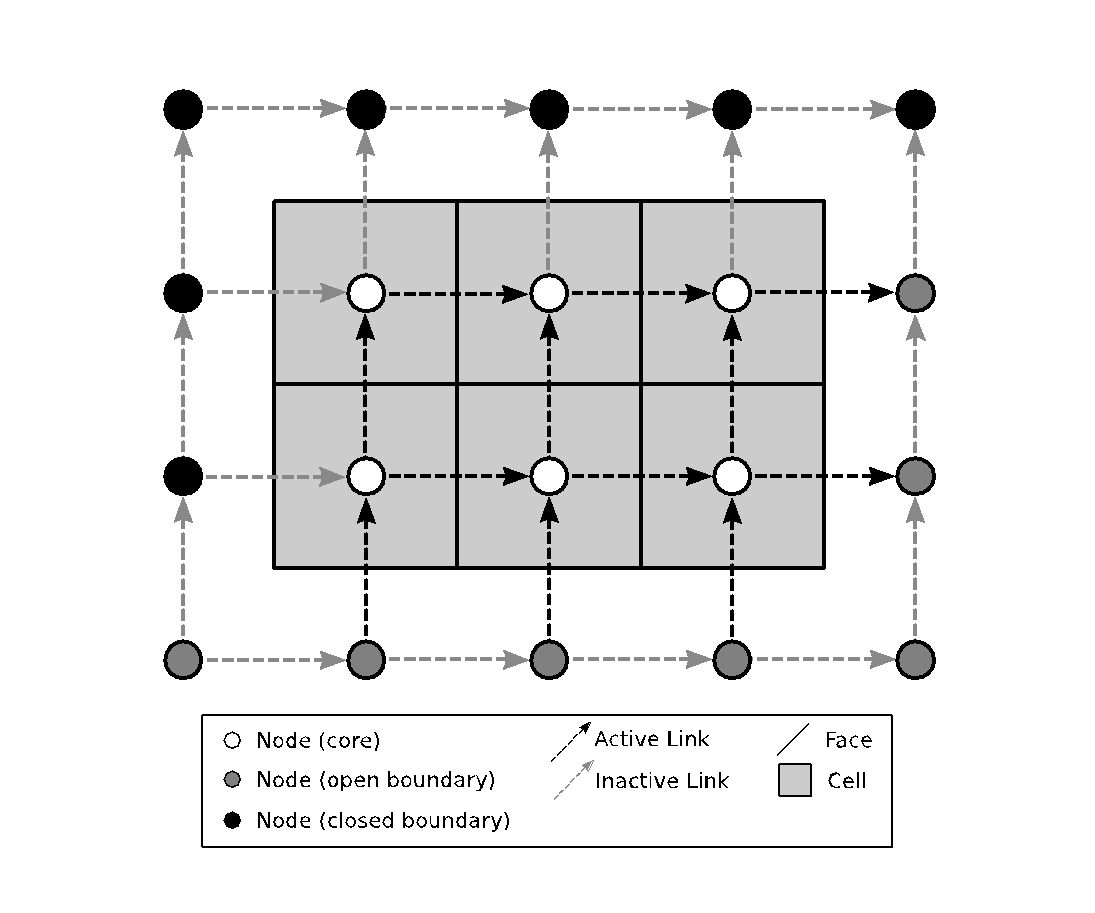 Node (core)
Active Link
Face
Node (open boundary)
Inactive Link
Cell
Node (closed boundary)